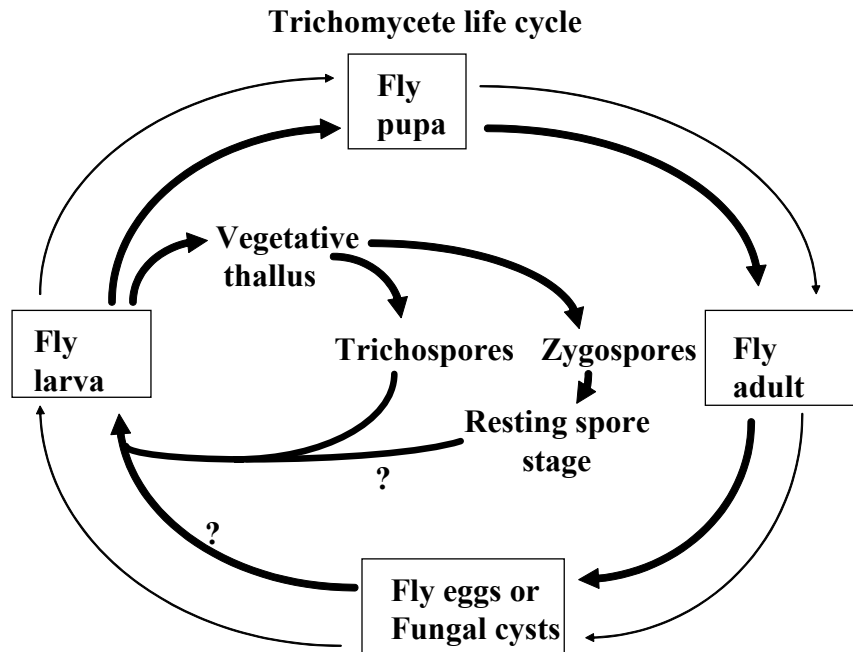 Trichomycete life cycle
Fly
pupa
Vegetative
thallus
Fly
larva
Trichospores
Zygospores
Fly
adult
Resting spore
stage
?
?
Fly eggs or
Fungal cysts